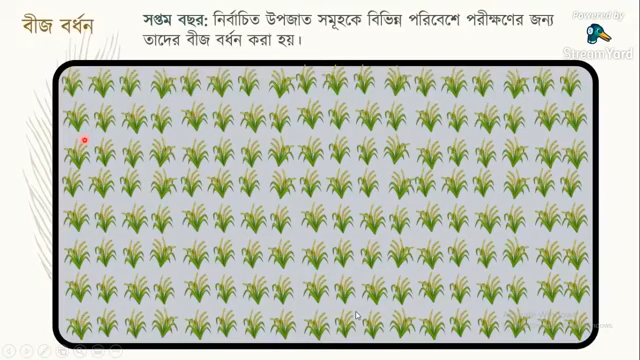 বীজ বর্ধন
সপ্তম বছর: নির্বাচিত উপজাত সমূহকে বিভিন্ন পরিবেশে পরীক্ষণের জন্য
তাদের বীজ বর্ধন করা হয়।
Powered by
StreamYard